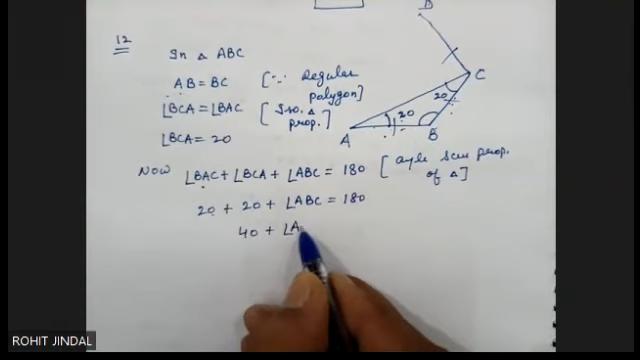 12
In △ ABC
AB = BC [∵ Regular polygon]
∠BCA = ∠BAC [Iso. △ prop.]
∠BCA = 20
Now ∠BAC + ∠BCA + ∠ABC = 180 [angle sum prop. of △]
20 + 20 + ∠ABC = 180
40 + ∠A
D
C
20
20
A
B
ROHIT JINDAL